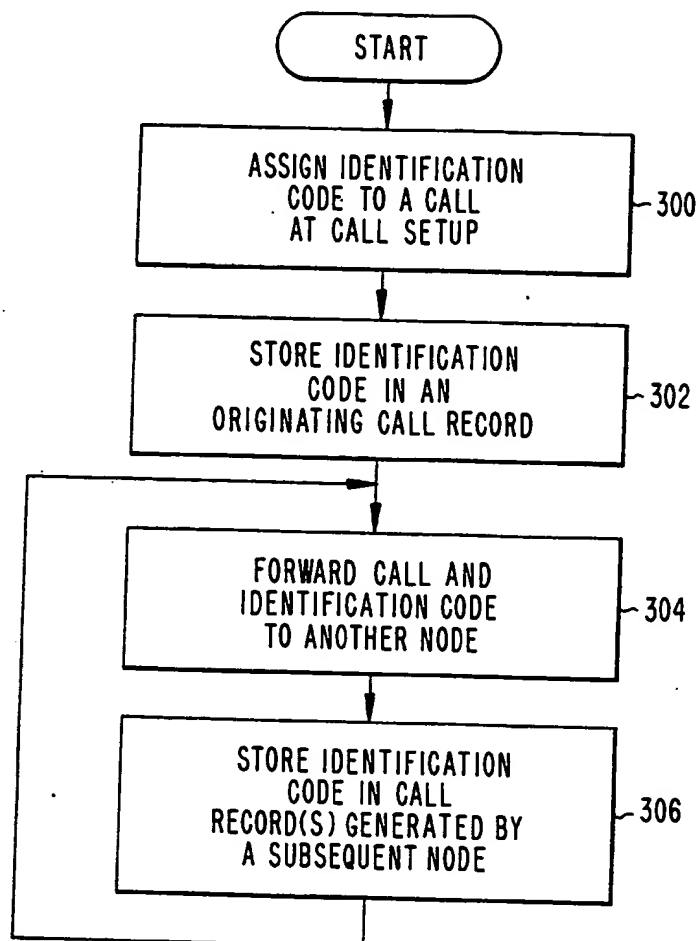 START
ASSIGN IDENTIFICATION
CODE TO A CALL
AT CALL SETUP
300
STORE IDENTIFICATION
CODE IN AN
ORIGINATING CALL RECORD
302
FORWARD CALL AND
IDENTIFICATION CODE
TO ANOTHER NODE
304
STORE IDENTIFICATION
CODE IN CALL
RECORD(S) GENERATED BY
A SUBSEQUENT NODE
306